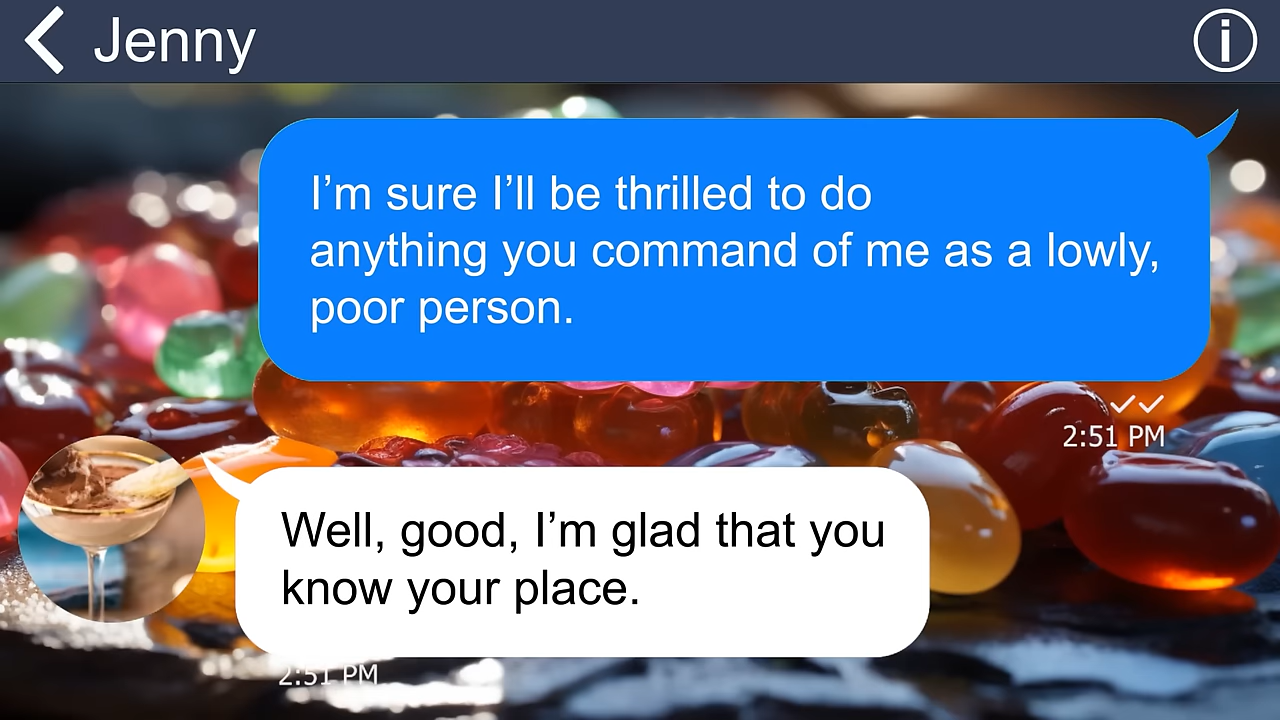 Jenny
I’m sure I’ll be thrilled to do
anything you command of me as a lowly,
poor person.
2:51 PM
Well, good, I’m glad that you
know your place.
2:51 PM